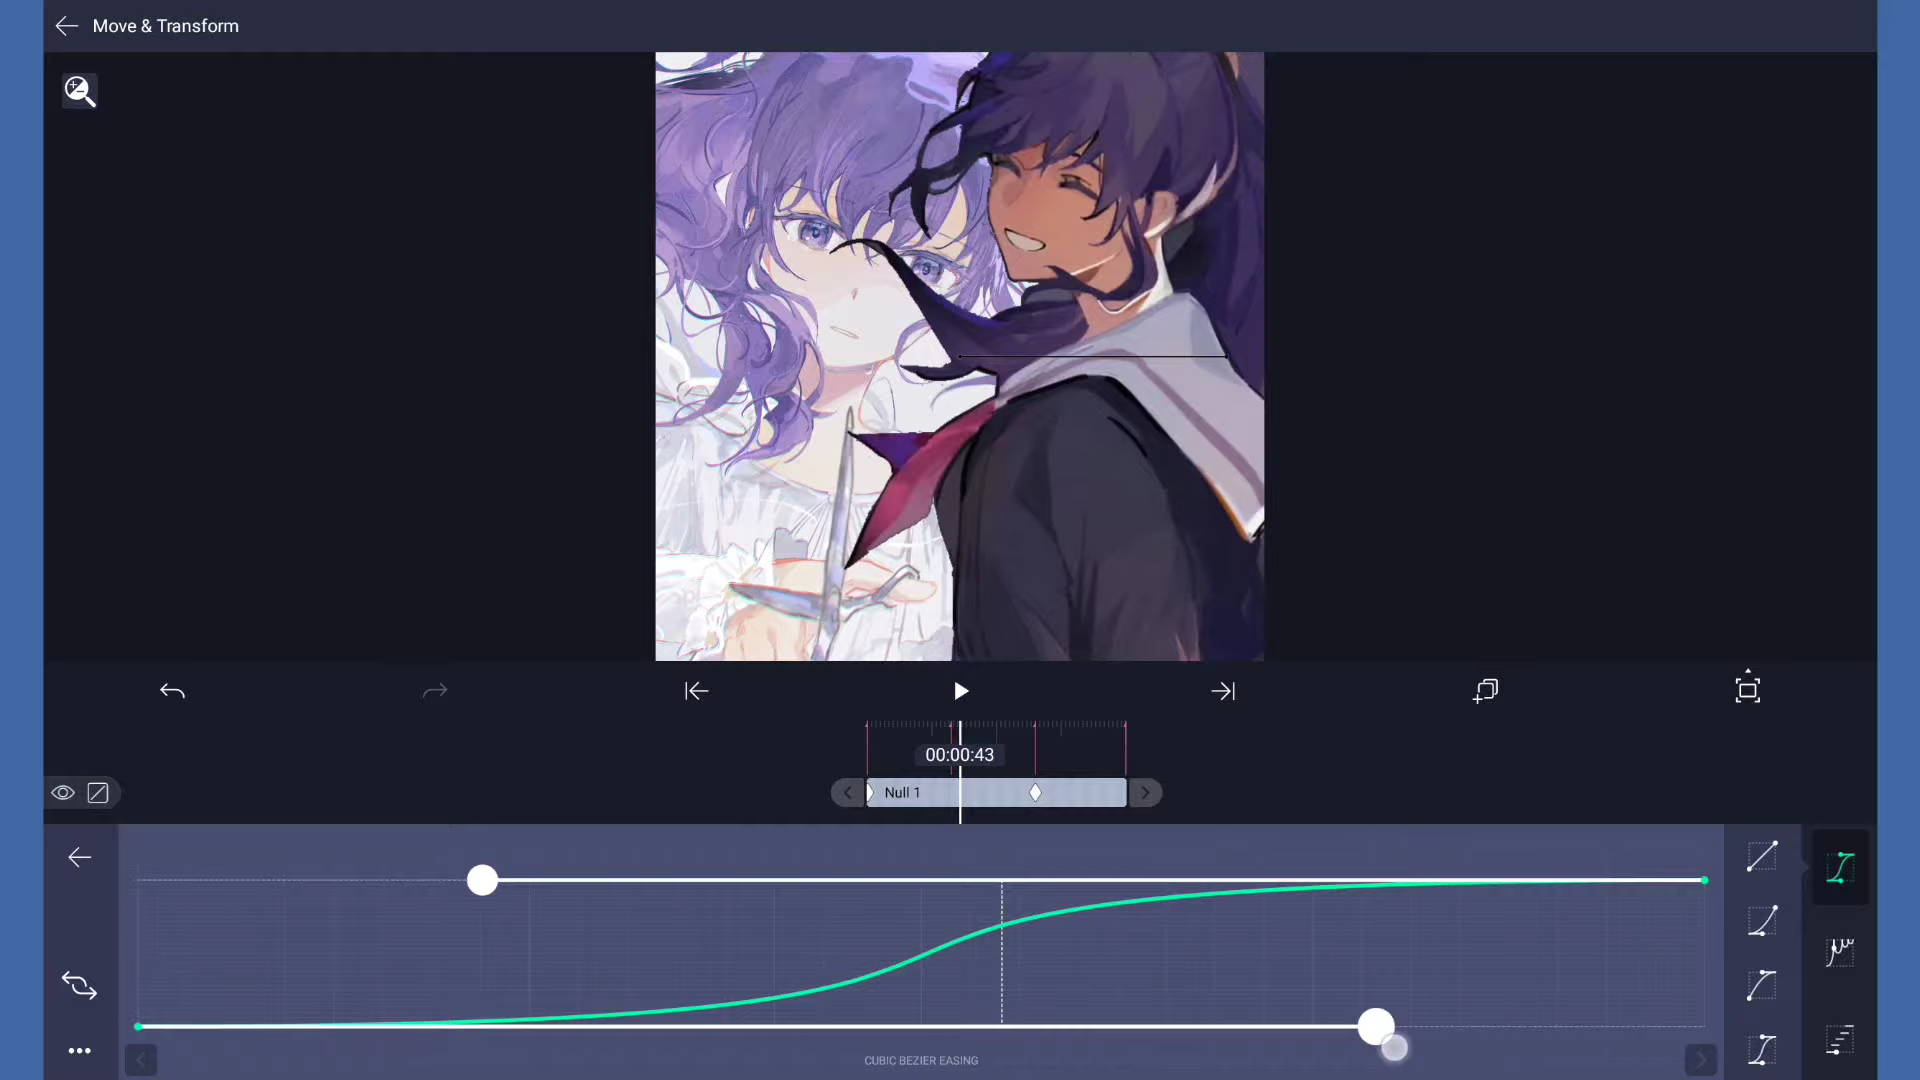 Move & Transform
00:00:43
Null 1
CUBIC BEZIER EASING